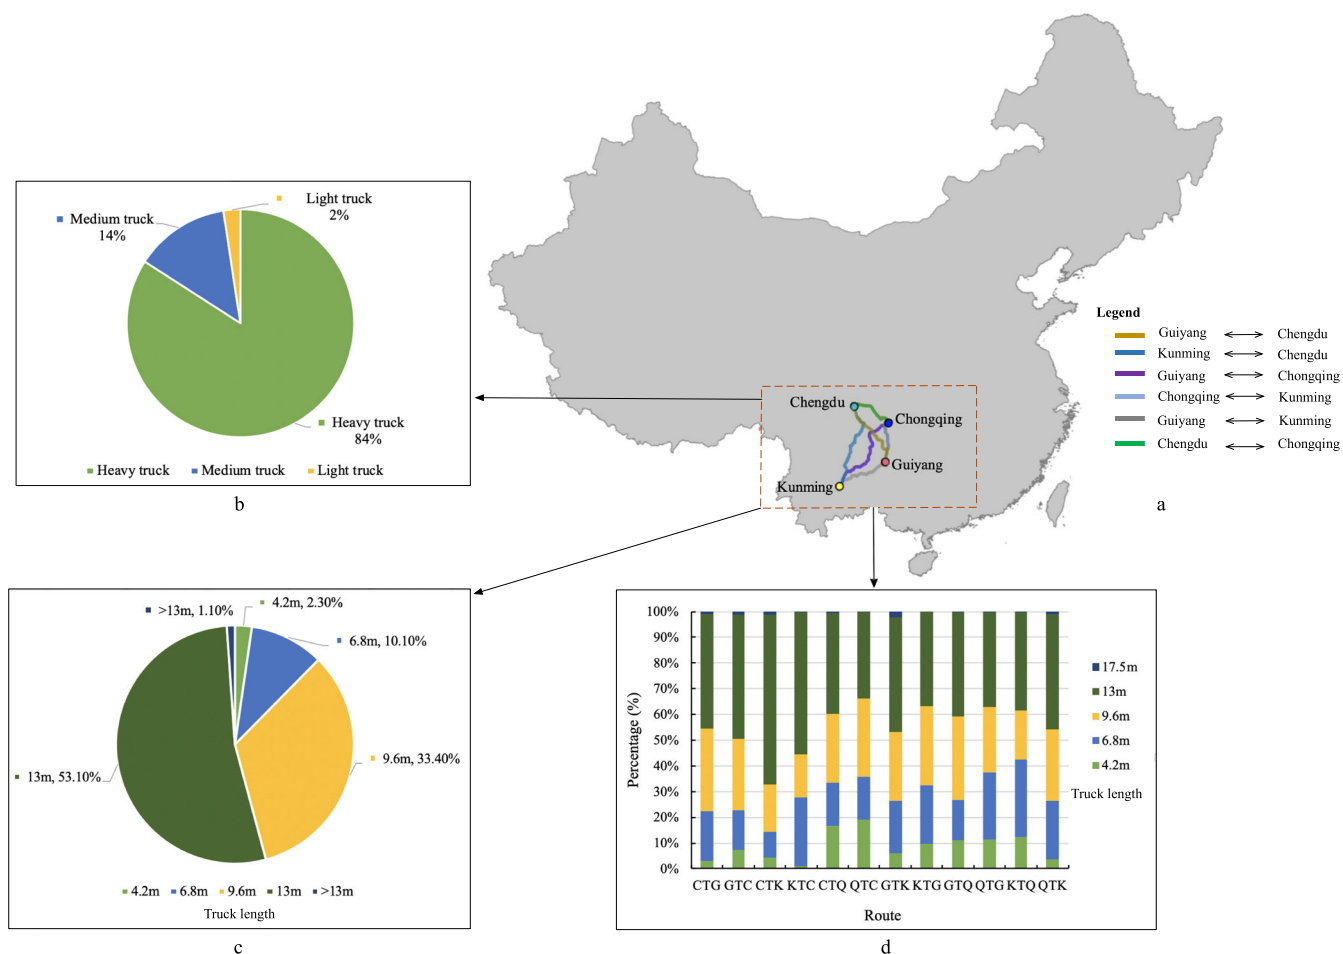 Light truck
2%
Medium truck
14%
Heavy truck
84%
Heavy truck Medium truck Light truck
b
Chengdu
Chongqing
Guiyang
Kunming
Legend
Guiyang Chengdu
Kunming Chengdu
Guiyang Chongqing
Chongqing Kunming
Guiyang Kunming
Chengdu Chongqing
a
>13m, 1.10%
4.2m, 2.30%
6.8m, 10.10%
9.6m, 33.40%
13m, 53.10%
4.2m 6.8m 9.6m 13m >13m
Truck length
c
Percentage (%)
100%
90%
80%
70%
60%
50%
40%
30%
20%
10%
0%
CTG GTC CTK KTC CTQ QTC GTK KTG GTQ QTG KTQ QTK
Route
17.5m
13m
9.6m
6.8m
4.2m
Truck length
d